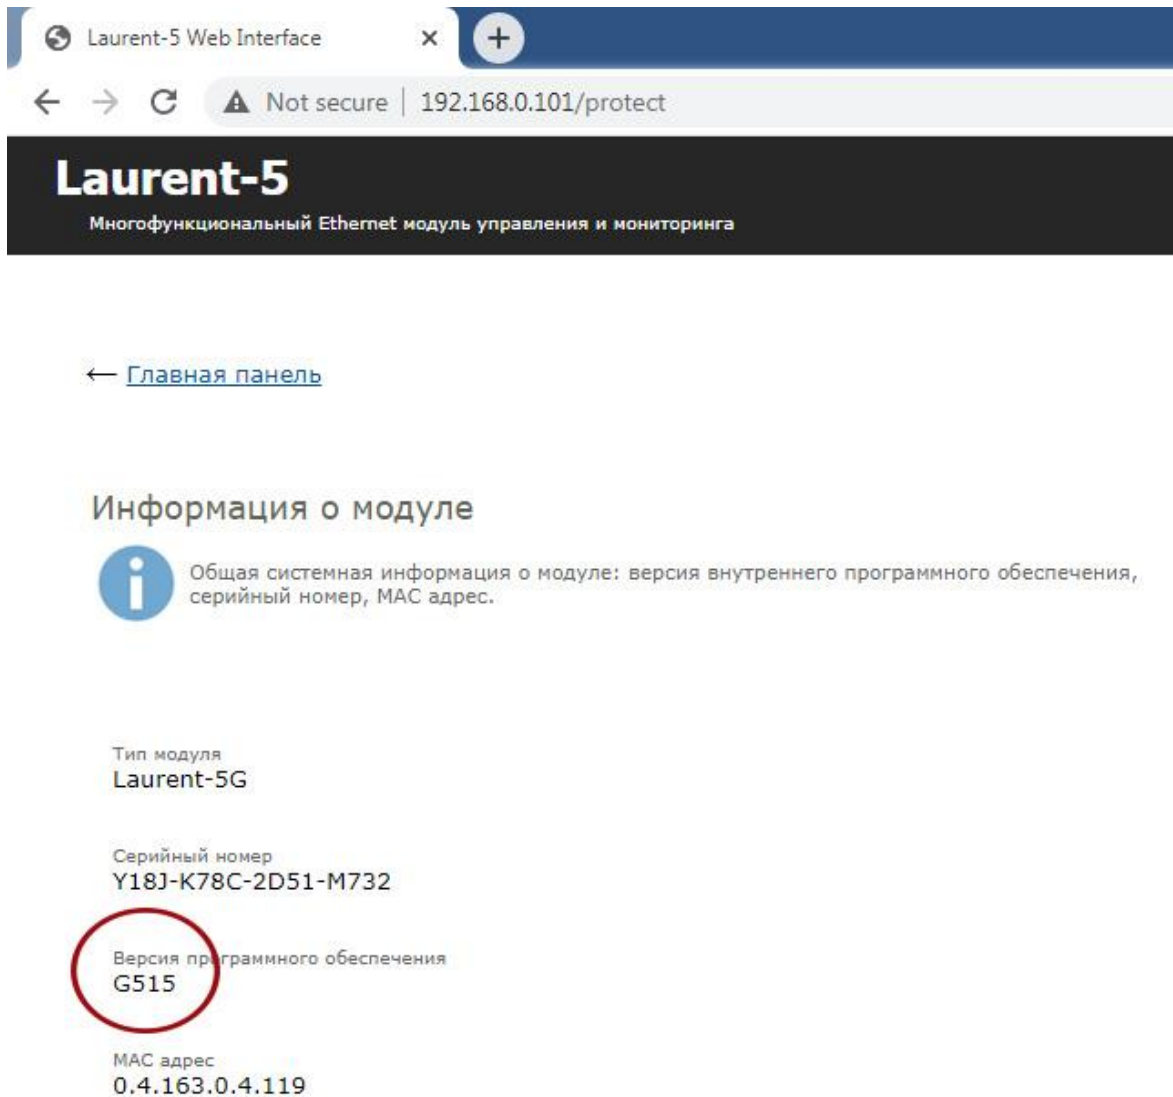 Laurent-5 Web Interface
Not secure | 192.168.0.101/protect
Laurent-5
Многофункциональный Ethernet модуль управления и мониторинга
← Главная панель
Информация о модуле
Общая системная информация о модуле: версия внутреннего программного обеспечения,
серийный номер, MAC адрес.
Тип модуля
Laurent-5G
Серийный номер
Y18J-K78C-2D51-M732
Версия программного обеспечения
G515
MAC адрес
0.4.163.0.4.119